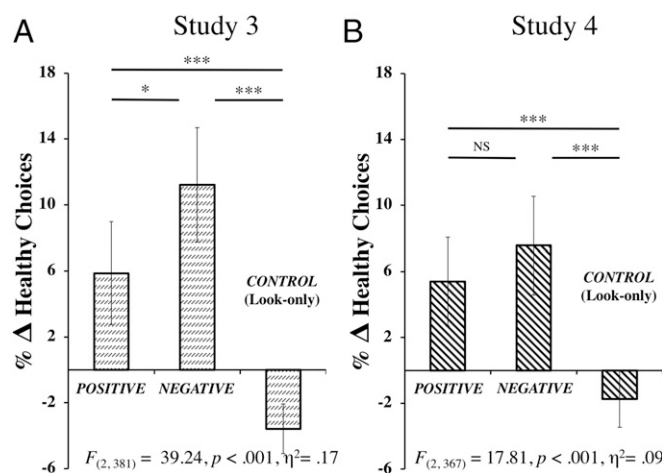 A
Study 3
18
14
10
6
2
-2
-6
% Δ Healthy Choices
***
*
***
CONTROL
(Look-only)
POSITIVE
NEGATIVE
F(2, 381) = 39.24, p < .001, η²= .17
B
Study 4
18
14
10
6
2
-2
-6
% Δ Healthy Choices
***
NS
***
CONTROL
(Look-only)
POSITIVE
NEGATIVE
F(2, 367) = 17.81, p < .001, η²= .09